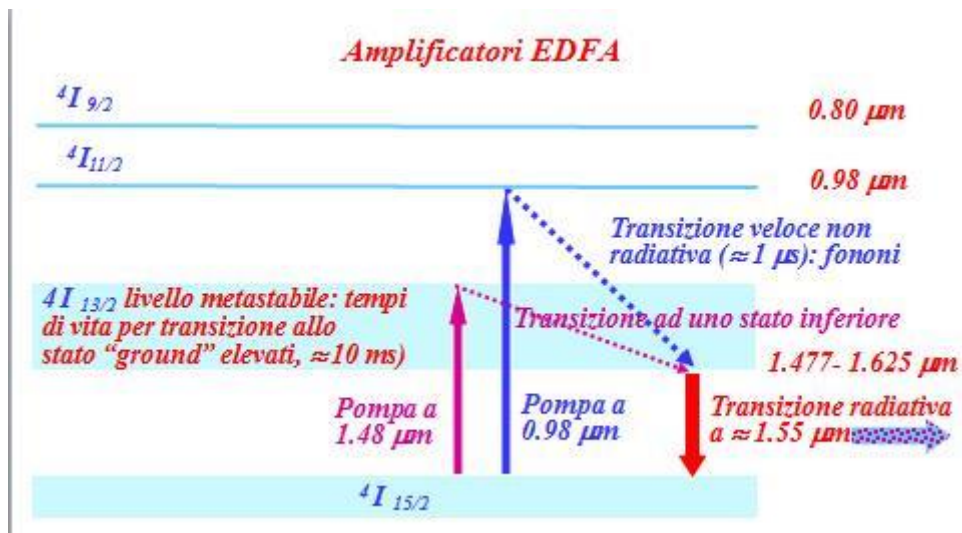 Amplificatori EDFA
⁴I 9/2
0.80 µm
⁴I11/2
0.98 µm
Transizione veloce non
radiativa (≈1 µs): fononi
4I 13/2 livello metastabile: tempi
di vita per transizione allo
stato “ground” elevati, ≈10 ms)
Transizione ad uno stato inferiore
1.477- 1.625 µm
Pompa a
1.48 µm
Pompa a
0.98 µm
Transizione radiativa
a ≈1.55 µm
⁴I 15/2